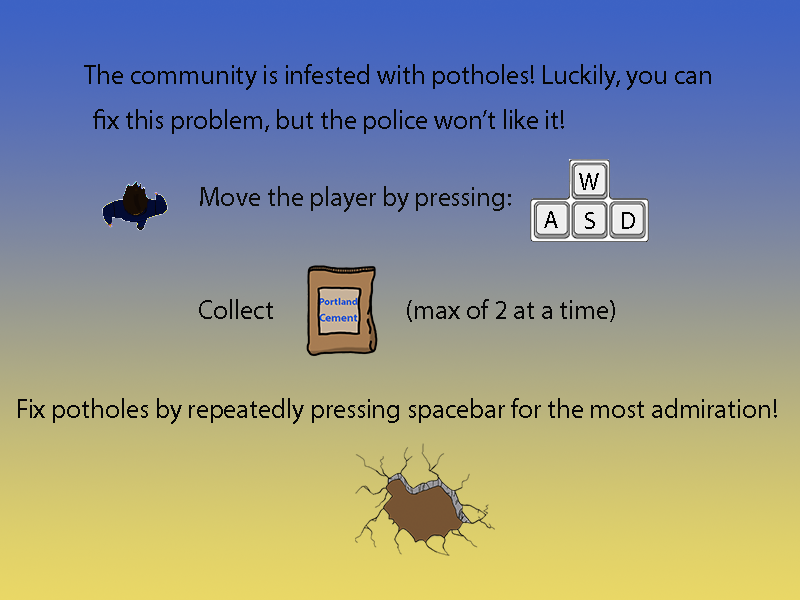 The community is infested with potholes! Luckily, you can
fix this problem, but the police won’t like it!
Move the player by pressing:
W
A S D
Collect
Portland
Cement
(max of 2 at a time)
Fix potholes by repeatedly pressing spacebar for the most admiration!